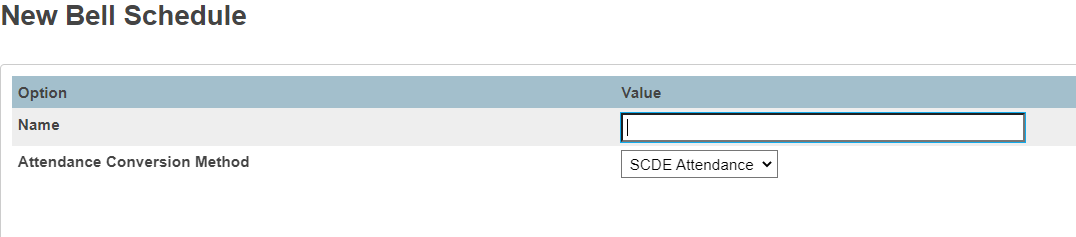 New Bell Schedule
Option Value
Name
Attendance Conversion Method SCDE Attendance